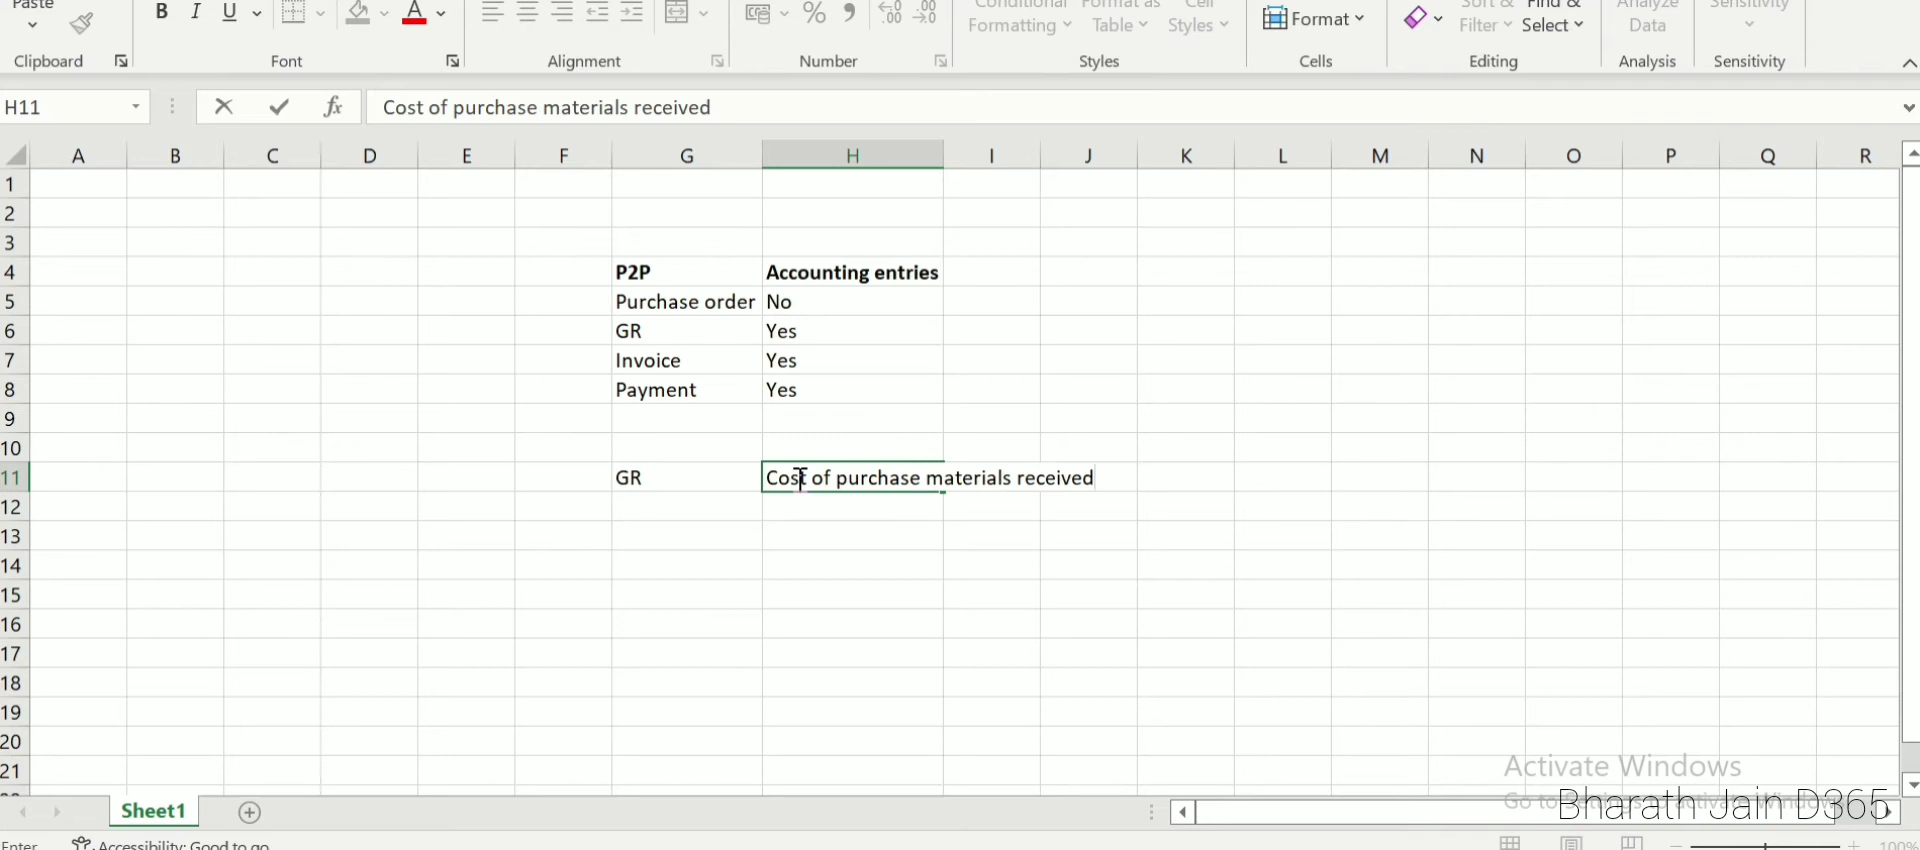 Paste
B I U A
% 9
Conditional Format as Cell
Formatting Table Styles
Format
Sort & Find &
Filter Select
Analyze
Data
Sensitivity
Clipboard Font Alignment Number Styles Cells Editing Analysis Sensitivity
H11 fx Cost of purchase materials received
A B C D E F G H I J K L M N O P Q R
1
2
3
4 P2P Accounting entries
5 Purchase order No
6 GR Yes
7 Invoice Yes
8 Payment Yes
9
10
11 GR Cost of purchase materials received
12
13
14
15
16
17
18
19
20
21
Activate Windows
Go to Settings to activate Windows
Bharath Jain D365
Sheet1
Enter Accessibility: Good to go 100%